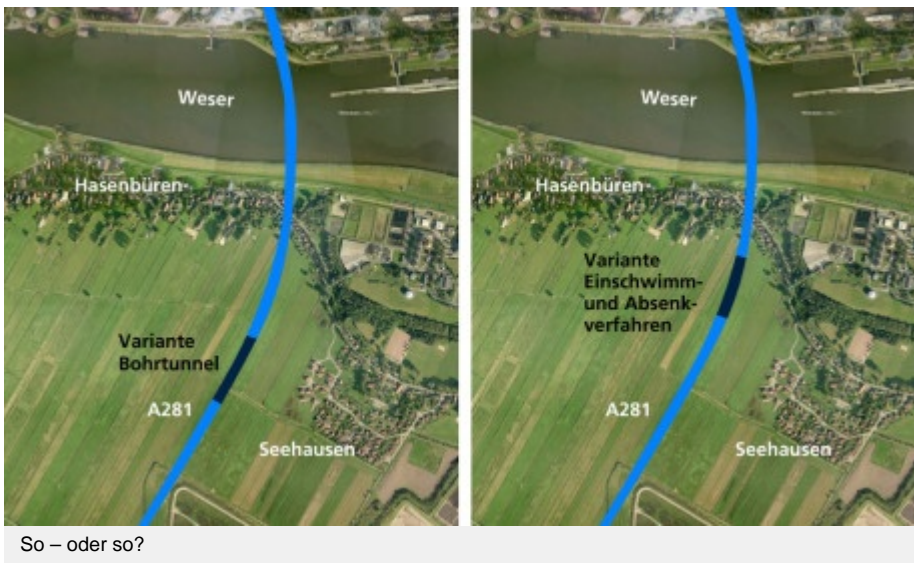 Weser
Hasenbüren
Variante
Bohrtunnel
A281
Seehausen
Weser
Hasenbüren
Variante
Einschwimm-
und Absenk-
verfahren
A281
Seehausen
So – oder so?